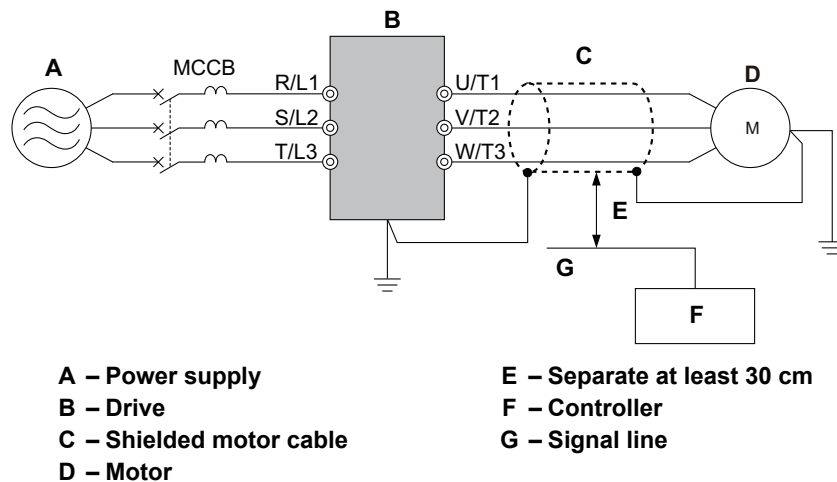 B
A
MCCB
C
D
R/L1
U/T1
S/L2
V/T2
M
T/L3
W/T3
E
G
F
A – Power supply
B – Drive
C – Shielded motor cable
D – Motor
E – Separate at least 30 cm
F – Controller
G – Signal line